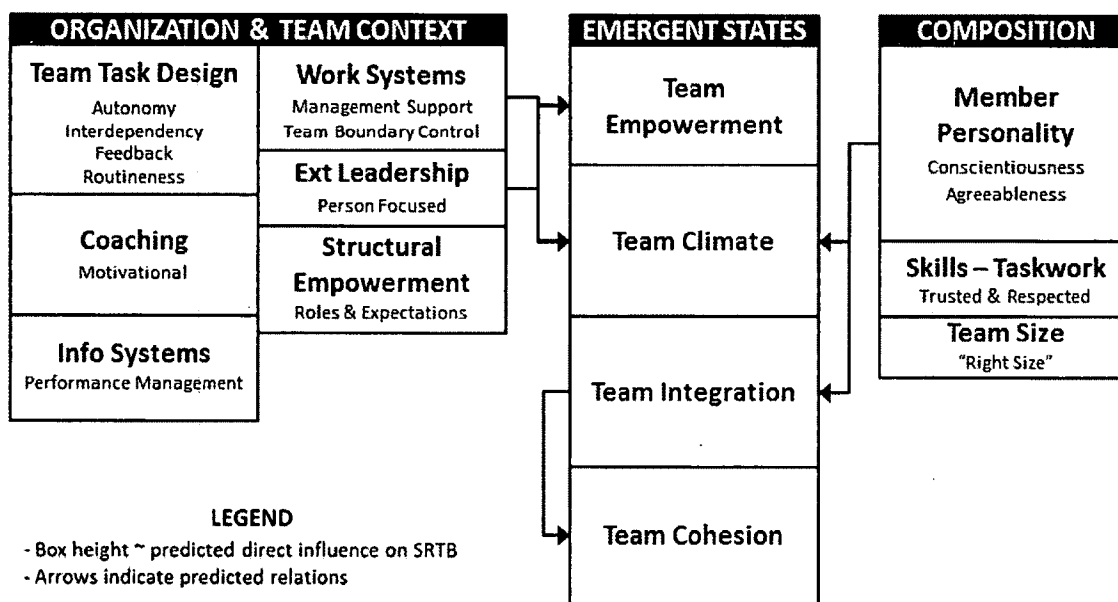 ORGANIZATION & TEAM CONTEXT
Team Task Design
Autonomy
Interdependency
Feedback
Routineness
Coaching
Motivational
Info Systems
Performance Management
Work Systems
Management Support
Team Boundary Control
Ext Leadership
Person Focused
Structural
Empowerment
Roles & Expectations
EMERGENT STATES
Team
Empowerment
Team Climate
Team Integration
Team Cohesion
COMPOSITION
Member
Personality
Conscientiousness
Agreeableness
Skills – Taskwork
Trusted & Respected
Team Size
“Right Size”
LEGEND
- Box height ~ predicted direct influence on SRTB
- Arrows indicate predicted relations